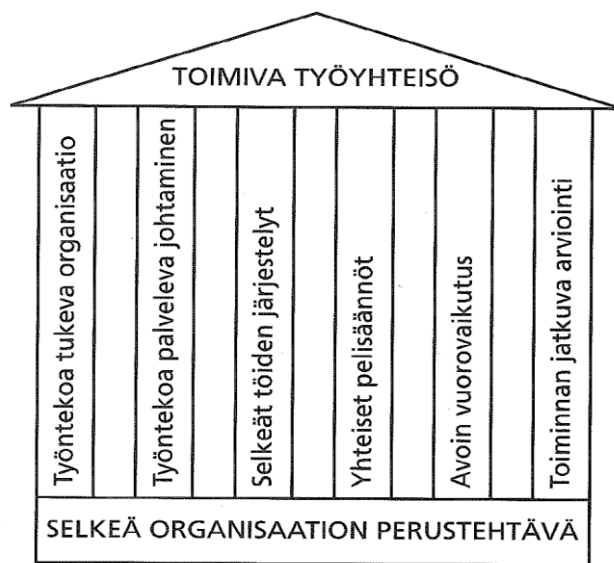 TOIMIVA TYÖYHTEISÖ
Työntekoa tukeva organisaatio
Työntekoa palveleva johtaminen
Selkeät töiden järjestelyt
Yhteiset pelisäännöt
Avoin vuorovaikutus
Toiminnan jatkuva arviointi
SELKEÄ ORGANISAATION PERUSTEHTÄVÄ